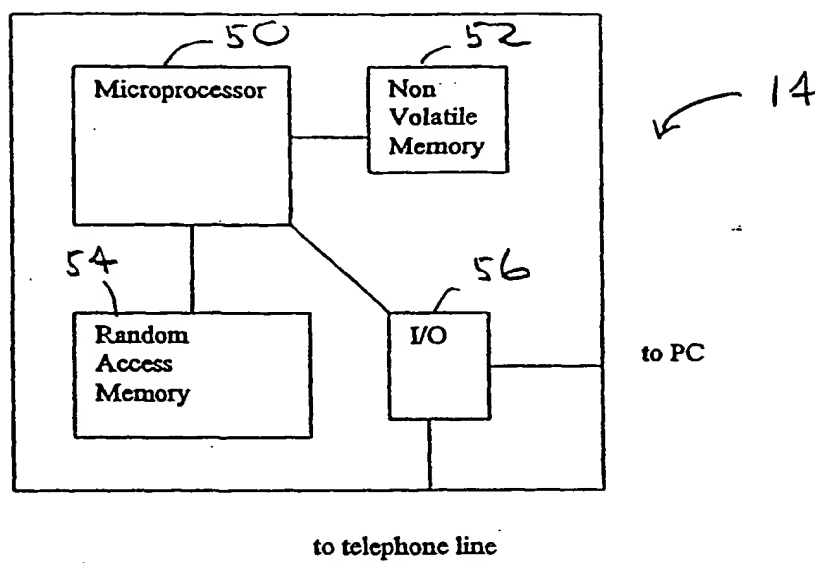 50
52
Microprocessor
Non
Volatile
Memory
14
54
56
Random
Access
Memory
I/O
to PC
to telephone line